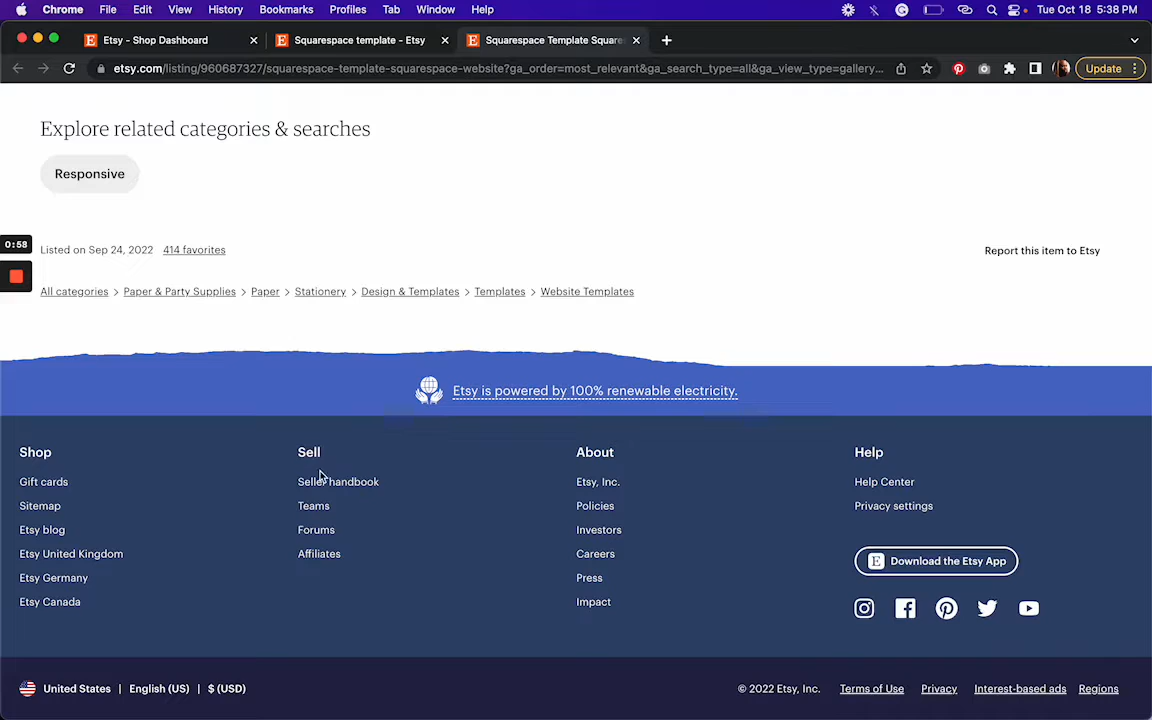 Chrome File Edit View History Bookmarks Profiles Tab Window Help Tue Oct 18 5:38 PM
Etsy - Shop Dashboard Squarespace template - Etsy Squarespace Template Square
etsy.com/listing/960687327/squarespace-template-squarespace-website?ga_order=most_relevant&ga_search_type=all&ga_view_type=gallery... Update
Explore related categories & searches
Responsive
0:58
Listed on Sep 24, 2022 414 favorites Report this item to Etsy
All categories > Paper & Party Supplies > Paper > Stationery > Design & Templates > Templates > Website Templates
Etsy is powered by 100% renewable electricity.
Shop Sell About Help
Gift cards Seller handbook Etsy, Inc. Help Center
Sitemap Teams Policies Privacy settings
Etsy blog Forums Investors
Etsy United Kingdom Affiliates Careers
E Download the Etsy App
Etsy Germany Press
Etsy Canada Impact
United States | English (US) | $ (USD) © 2022 Etsy, Inc. Terms of Use Privacy Interest-based ads Regions